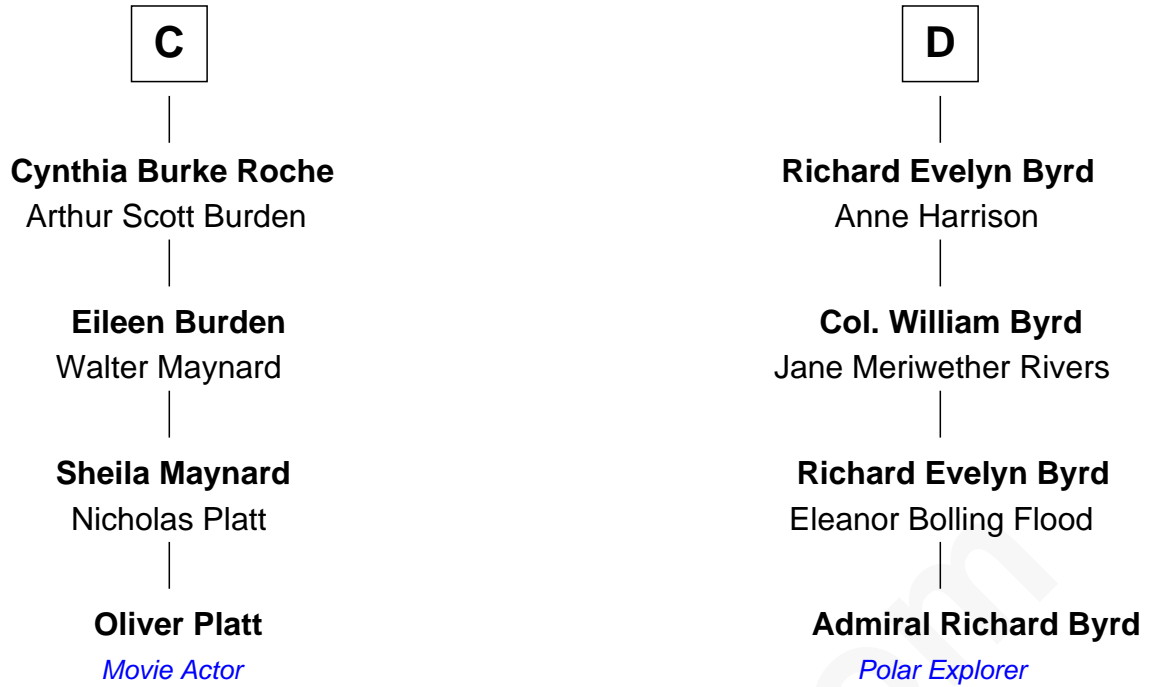 C
Cynthia Burke Roche
Arthur Scott Burden
Eileen Burden
Walter Maynard
Sheila Maynard
Nicholas Platt
Oliver Platt
Movie Actor
D
Richard Evelyn Byrd
Anne Harrison
Col. William Byrd
Jane Meriwether Rivers
Richard Evelyn Byrd
Eleanor Bolling Flood
Admiral Richard Byrd
Polar Explorer